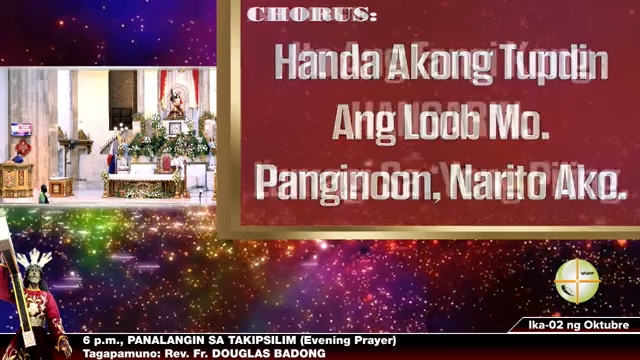 CHORUS:
Handa Akong Tupdin
Ang Loob Mo.
Panginoon, Narito Ako.
Ika-02 ng Oktubre
6 p.m., PANALANGIN SA TAKIPSILIM (Evening Prayer)
Tagapamuno: Rev. Fr. DOUGLAS BADONG